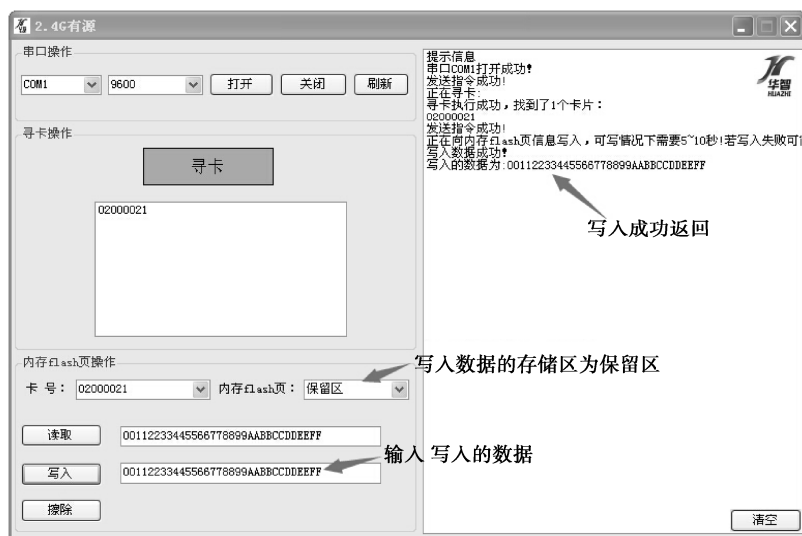 2.4G有源
串口操作
COM1 9600 打开 关闭 刷新
寻卡操作
寻卡
02000021
内存flash页操作
卡 号： 02000021 内存flash页： 保留区
读取 00112233445566778899AABBCCDDEEFF
写入 00112233445566778899AABBCCDDEEFF
擦除
提示信息
串口COM1打开成功!
发送指令成功!
正在寻卡:
寻卡执行成功，找到了1个卡片：
02000021
发送指令成功!
正在向内存flash页信息写入，可写情况下需要5~10秒!若写入失败可
写入数据成功!
写入的数据为:00112233445566778899AABBCCDDEEFF
华智
HUAZHI
写入成功返回
写入数据的存储区为保留区
输入 写入的数据
清空